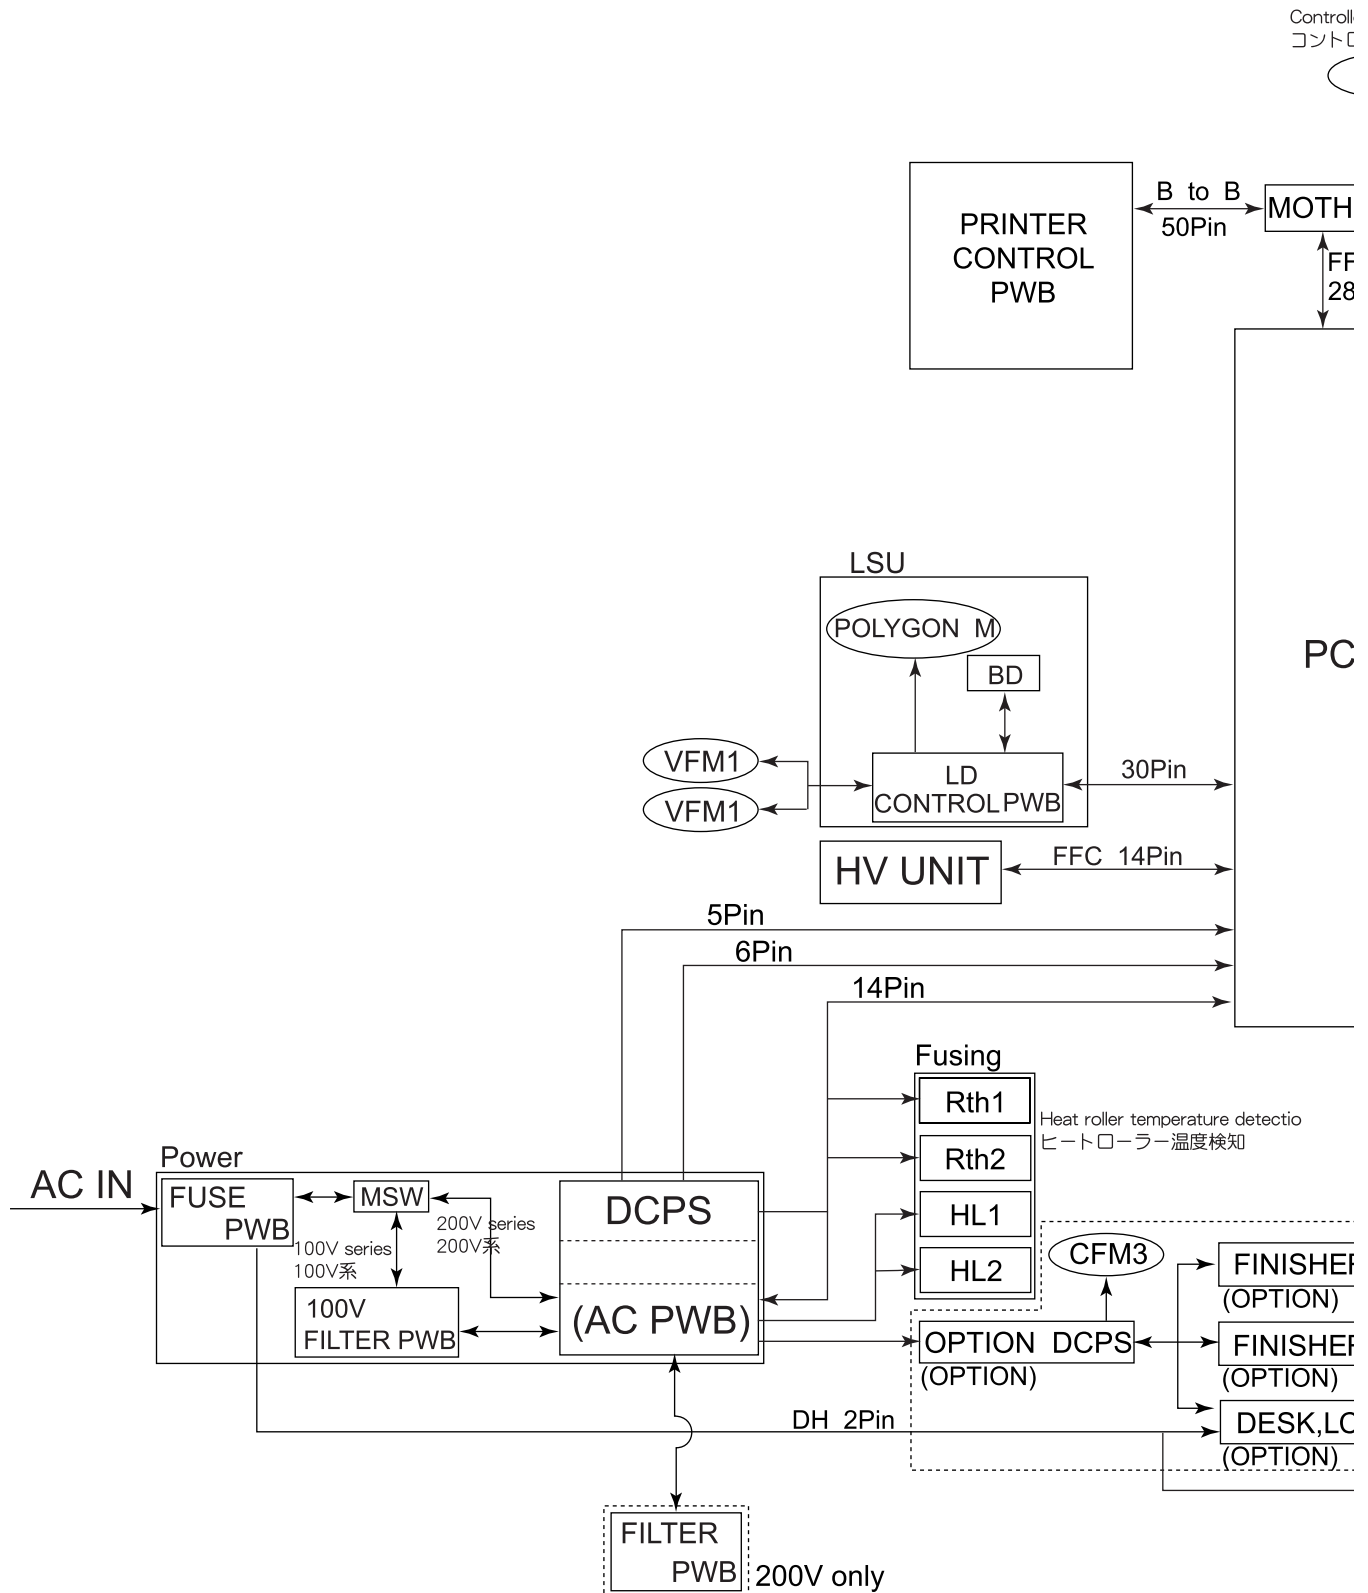 Controll
コントロ
B to B
50Pin
MOTH
PRINTER
CONTROL
PWB
FF
28
LSU
POLYGON M
BD
PC
VFM1
VFM1
LD
CONTROL PWB
30Pin
HV UNIT
FFC 14Pin
5Pin
6Pin
14Pin
Fusing
Rth1
Rth2
HL1
HL2
Heat roller temperature detectio
ヒートローラー温度検知
Power
AC IN
FUSE
PWB
MSW
200V series
200V系
100V series
100V系
100V
FILTER PWB
DCPS
(AC PWB)
CFM3
OPTION DCPS
(OPTION)
FINISHER
(OPTION)
FINISHER
(OPTION)
DESK,LC
(OPTION)
DH 2Pin
FILTER
PWB
200V only